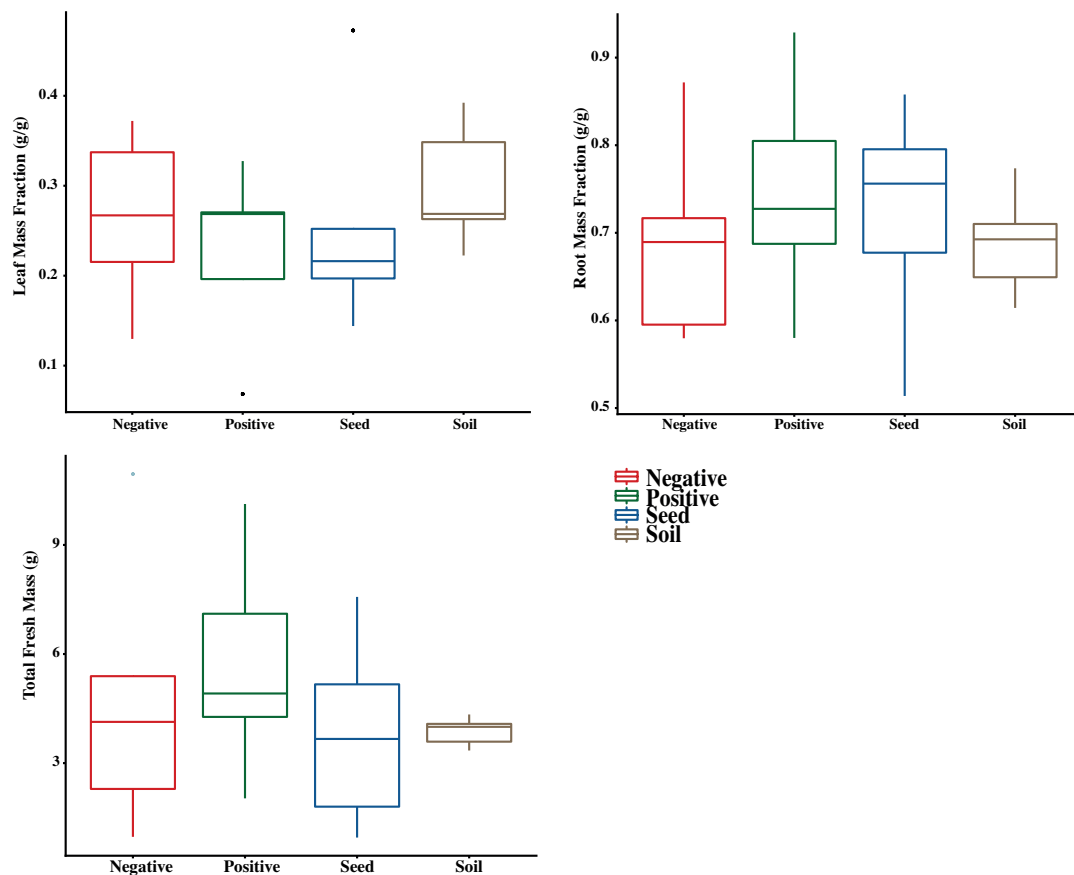 Leaf Mass Fraction (g/g)
0.4
0.3
0.2
0.1
Negative Positive Seed Soil
Root Mass Fraction (g/g)
0.9
0.8
0.7
0.6
0.5
Negative Positive Seed Soil
Total Fresh Mass (g)
9
6
3
Negative Positive Seed Soil
Negative
Positive
Seed
Soil